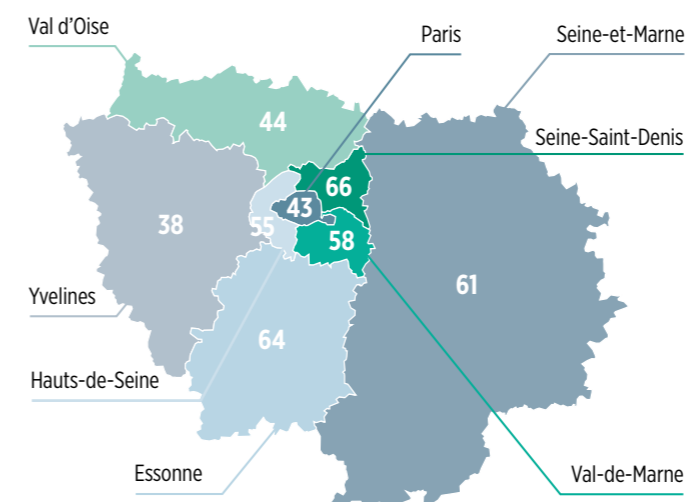 Val d’Oise
Paris
Seine-et-Marne
44
Seine-Saint-Denis
66
43
38
55
58
61
Yvelines
64
Hauts-de-Seine
Essonne
Val-de-Marne